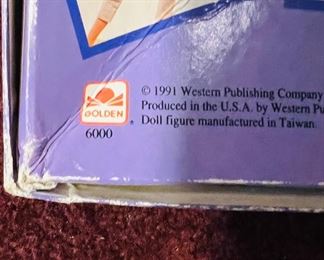 © 1991 Western Publishing Company
Produced in the U.S.A. by Western
Doll figure manufactured in Taiwan.
GOLDEN
6000